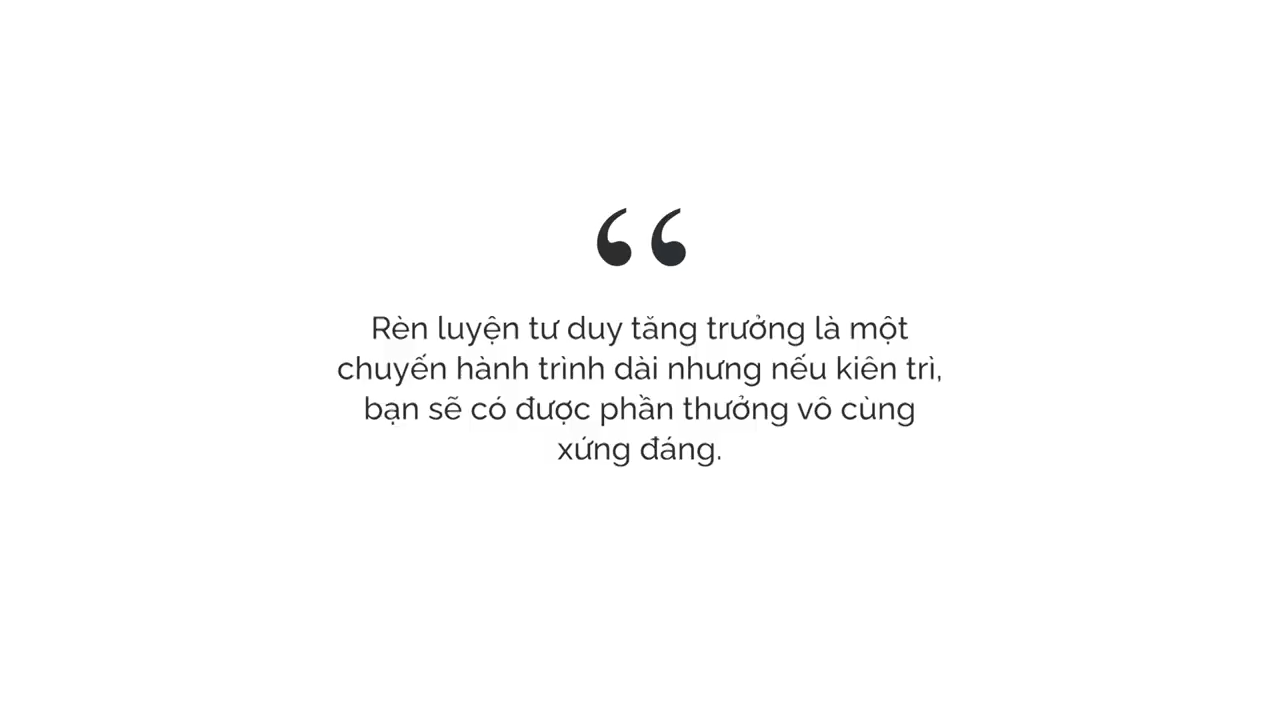 “
Rèn luyện tư duy tăng trưởng là một
chuyến hành trình dài nhưng nếu kiên trì,
bạn sẽ có được phần thưởng vô cùng
xứng đáng.